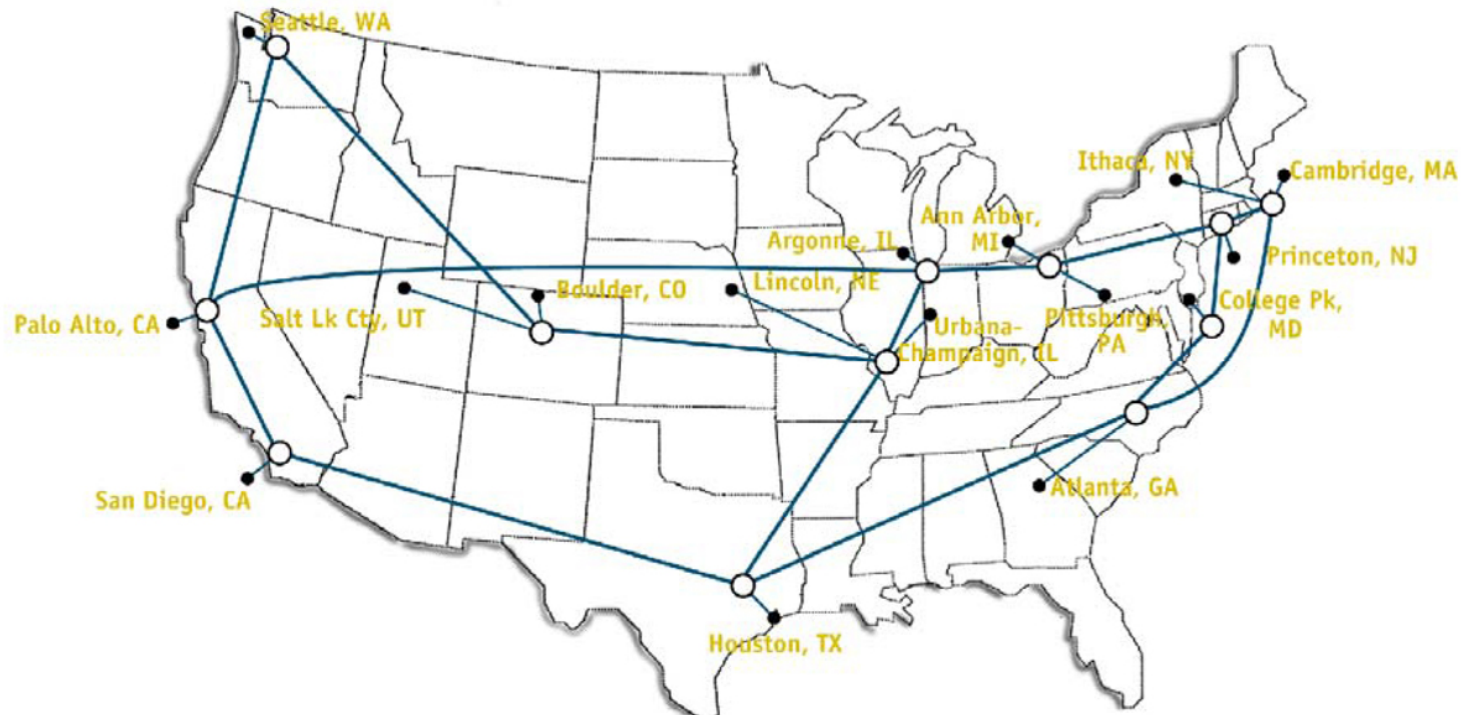 Seattle, WA
Ithaca, NY
Cambridge, MA
Ann Arbor,
MI
Argonne, IL
Princeton, NJ
Lincoln, NE
Boulder, CO
College Pk,
MD
Salt Lk Cty, UT
Palo Alto, CA
Pittsburgh,
PA
Urbana-
Champaign, IL
San Diego, CA
Atlanta, GA
Houston, TX